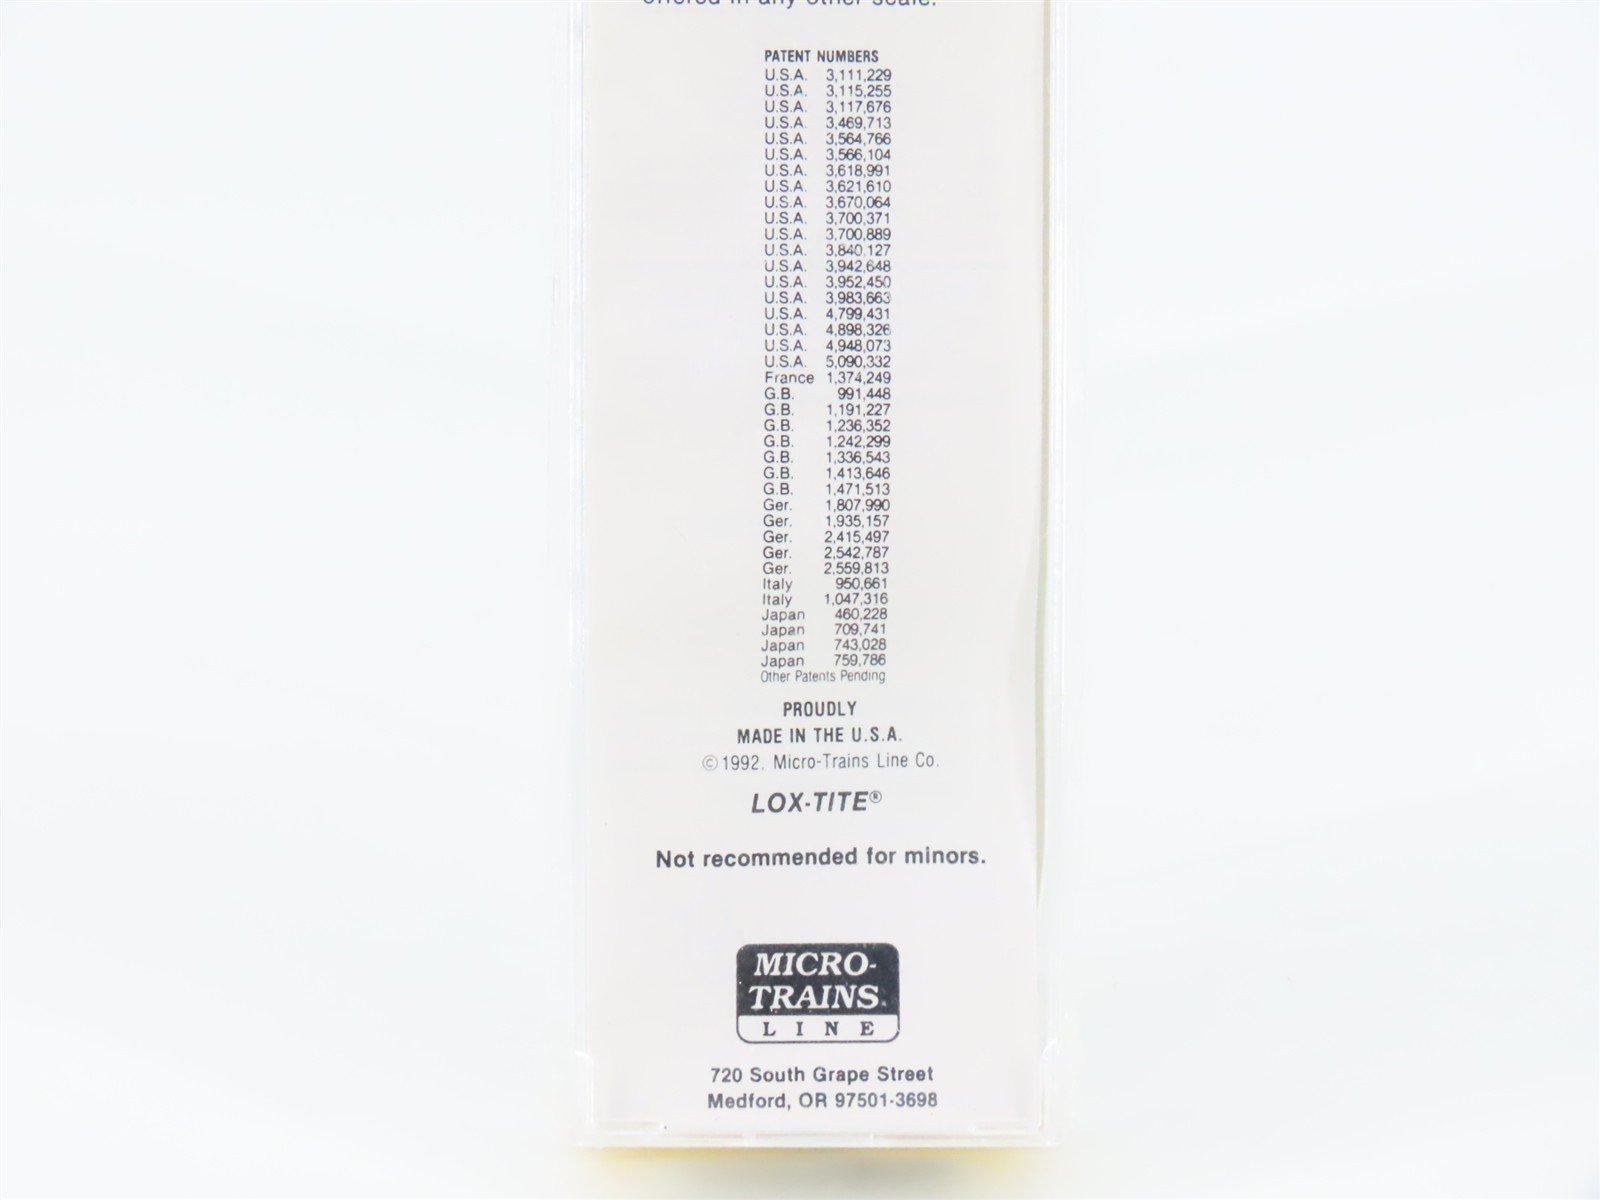 offered in any other scale.
PATENT NUMBERS
U.S.A. 3,111,229
U.S.A. 3,115,255
U.S.A. 3,117,676
U.S.A. 3,469,713
U.S.A. 3,564,766
U.S.A. 3,566,104
U.S.A. 3,618,991
U.S.A. 3,621,610
U.S.A. 3,670,064
U.S.A. 3,700,371
U.S.A. 3,700,889
U.S.A. 3,840,127
U.S.A. 3,942,648
U.S.A. 3,952,450
U.S.A. 3,983,663
U.S.A. 4,799,431
U.S.A. 4,898,326
U.S.A. 4,948,073
U.S.A. 5,090,332
France 1,374,249
G.B. 991,448
G.B. 1,191,227
G.B. 1,236,352
G.B. 1.242,299
G.B. 1,336,543
G.B. 1,413,646
G.B. 1,471,513
Ger. 1,807,990
Ger. 1,935,157
Ger. 2,415,497
Ger. 2,542,787
Ger. 2,559,813
Italy 950,661
Italy 1,047,316
Japan 460,228
Japan 709,741
Japan 743,028
Japan 759,786
Other Patents Pending
PROUDLY
MADE IN THE U.S.A.
©1992. Micro-Trains Line Co.
LOX-TITE®
Not recommended for minors.
MICRO-
TRAINS
LINE
720 South Grape Street
Medford, OR 97501-3698